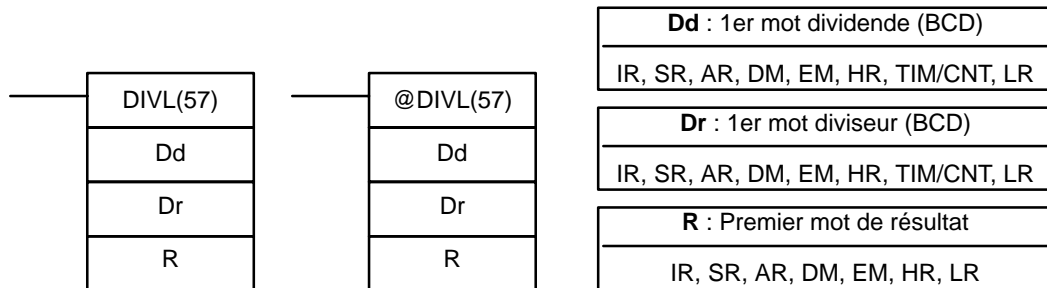 DIVL(57)
Dd
Dr
R
@DIVL(57)
Dd
Dr
R
Dd : 1er mot dividende (BCD)
IR, SR, AR, DM, EM, HR, TIM/CNT, LR
Dr : 1er mot diviseur (BCD)
IR, SR, AR, DM, EM, HR, TIM/CNT, LR
R : Premier mot de résultat
IR, SR, AR, DM, EM, HR, LR